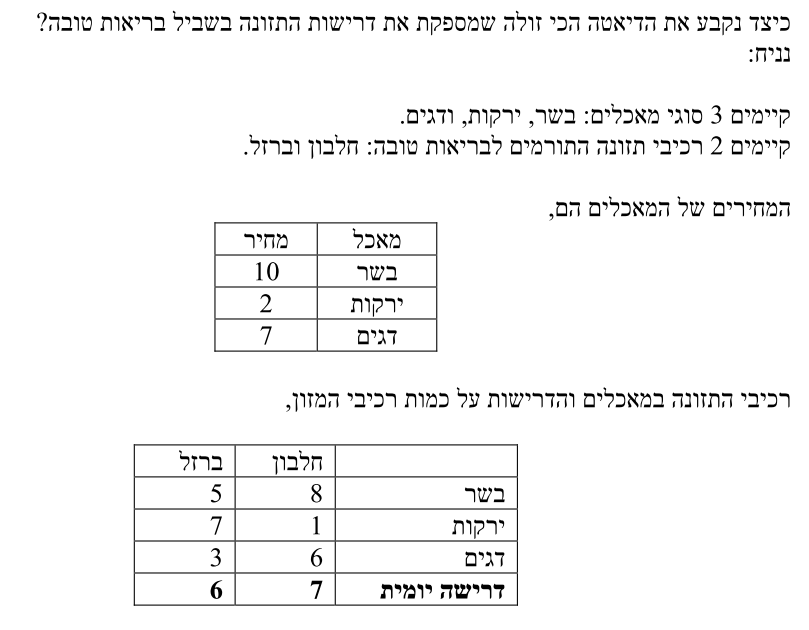 כיצד נקבע את הדיאטה הכי זולה שמספקת את דרישות התזונה בשביל בריאות טובה?
נניח:
קיימים 3 סוגי מאכלים: בשר, ירקות, ודגים.
קיימים 2 רכיבי תזונה התורמים לבריאות טובה: חלבון וברזל.
המחירים של המאכלים הם,
מאכל מחיר
בשר 10
ירקות 2
דגים 7
רכיבי התזונה במאכלים והדרישות על כמות רכיבי המזון,
חלבון ברזל
בשר 8 5
ירקות 1 7
דגים 6 3
דרישה יומית 7 6